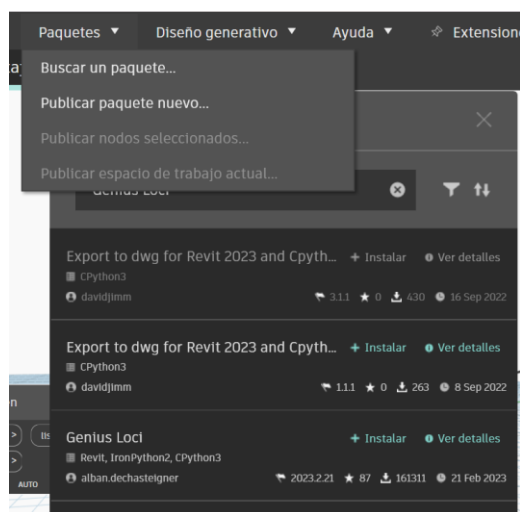 Paquetes ▼ Diseño generativo ▼ Ayuda ▼ Extension
Buscar un paquete...
Publicar paquete nuevo...
Publicar nodos seleccionados...
Publicar espacio de trabajo actual...
Genius Loci
Export to dwg for Revit 2023 and Cpyth... + Instalar Ver detalles
CPython3
davidjimm 3.1.1 ★ 0 430 16 Sep 2022
Export to dwg for Revit 2023 and Cpyth... + Instalar Ver detalles
CPython3
davidjimm 1.1.1 ★ 0 263 8 Sep 2022
Genius Loci + Instalar Ver detalles
Revit, IronPython2, CPython3
alban.dechasteigner 2023.2.21 ★ 87 161311 21 Feb 2023
n
> lis
>
AUTO